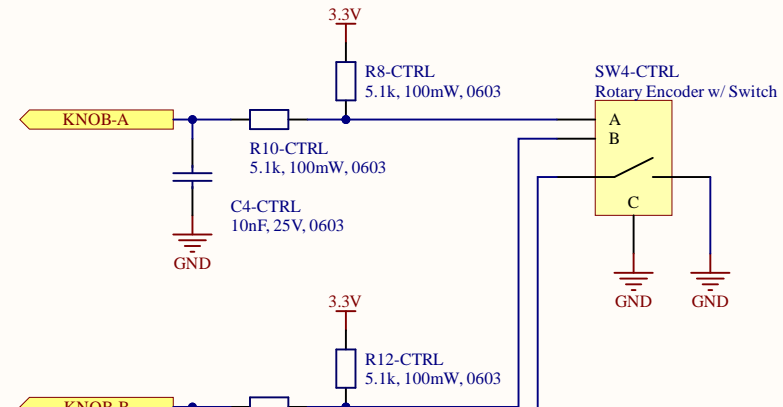 3.3V
R8-CTRL
5.1k, 100mW, 0603
SW4-CTRL
Rotary Encoder w/ Switch
KNOB-A
A
B
R10-CTRL
5.1k, 100mW, 0603
C4-CTRL
10nF, 25V, 0603
C
GND
GND
GND
3.3V
R12-CTRL
5.1k, 100mW, 0603
KNOB-B